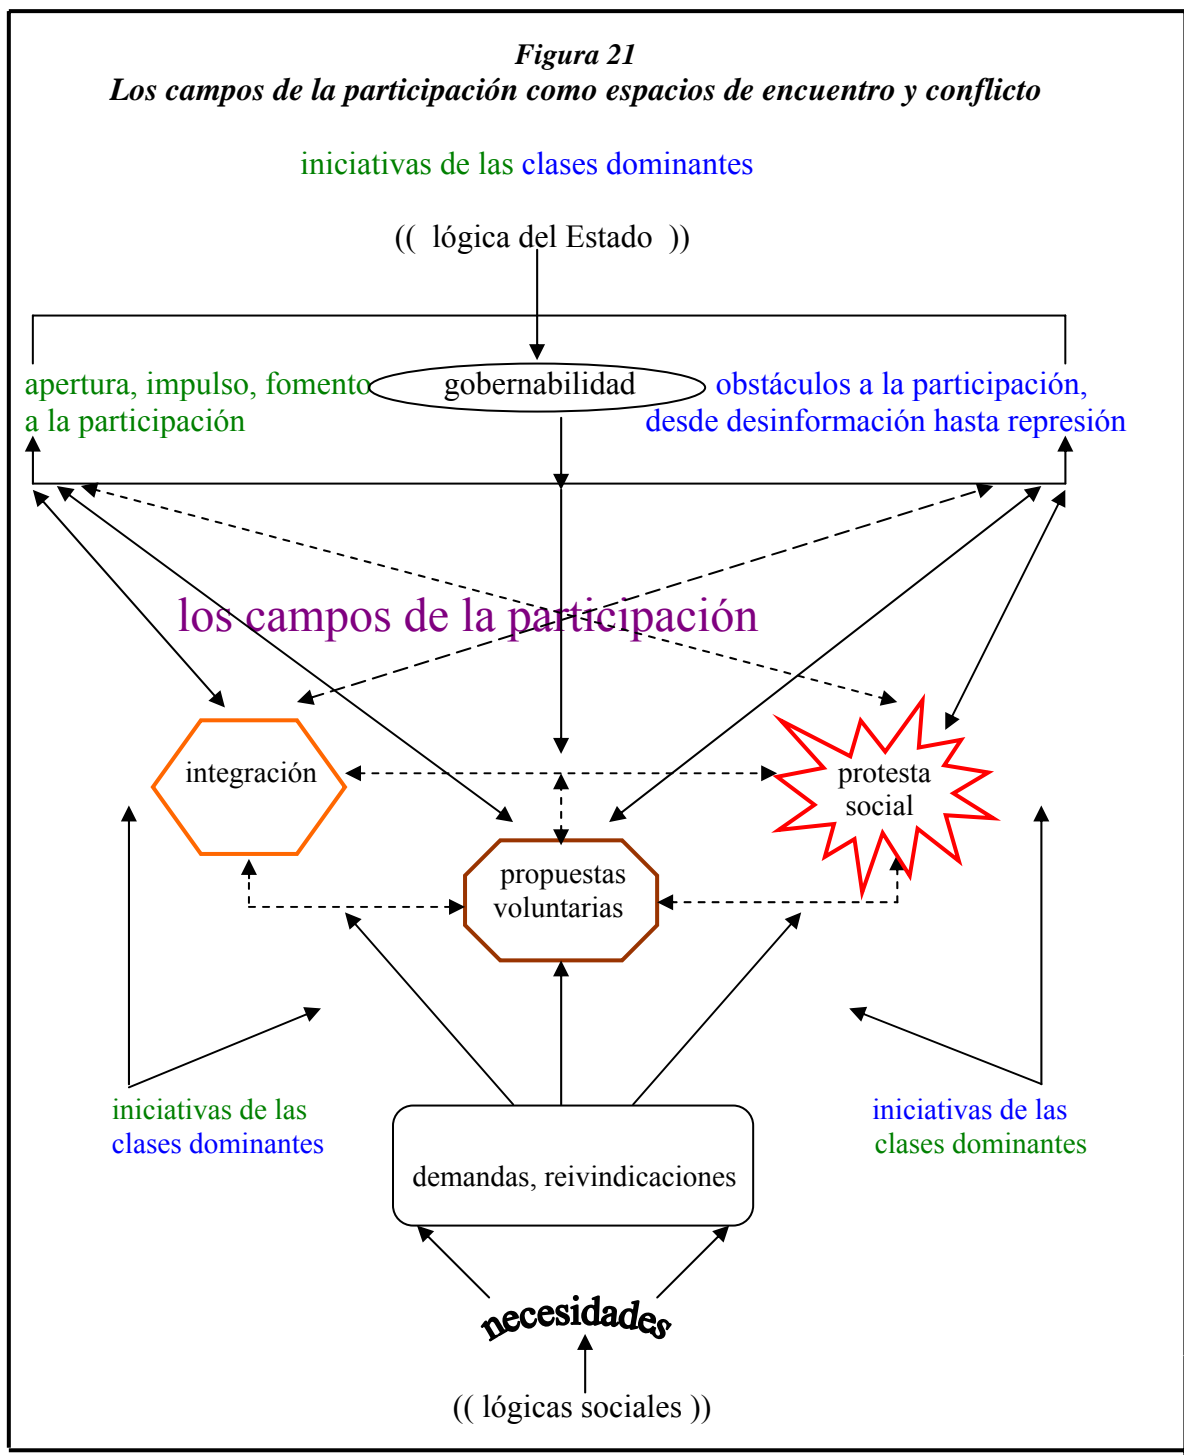 Figura 21
Los campos de la participación como espacios de encuentro y conflicto
iniciativas de las clases dominantes
(( lógica del Estado ))
apertura, impulso, fomento
a la participación
gobernabilidad
obstáculos a la participación,
desde desinformación hasta represión
los campos de la participación
integración
protesta
social
propuestas
voluntarias
iniciativas de las
clases dominantes
iniciativas de las
clases dominantes
demandas, reivindicaciones
necesidades
(( lógicas sociales ))